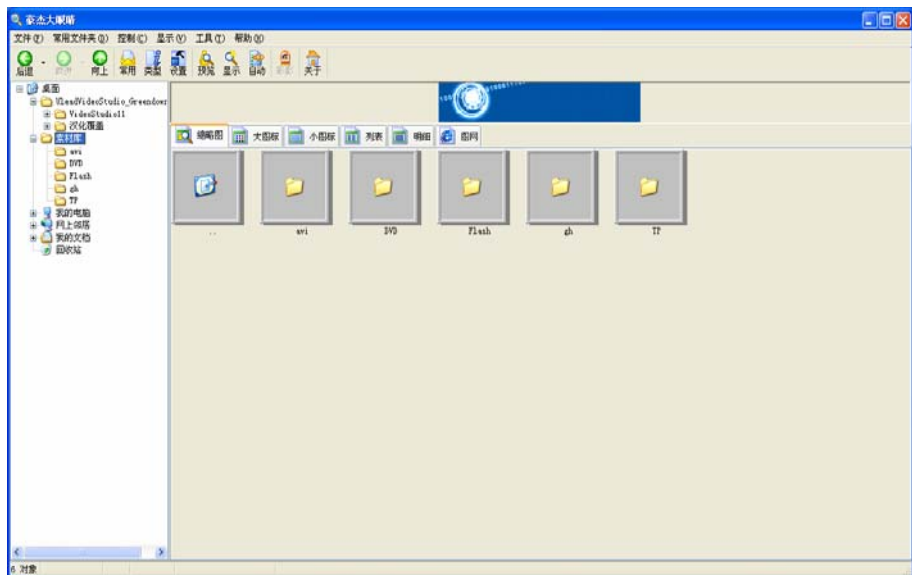 豪杰大眼睛
文件(F) 常用文件夹(D) 控制(C) 显示(V) 工具(T) 帮助(X)
后退 前进 向上 常用 类型 设置 预览 显示 自动 关于
桌面
VideoStudio11
汉化覆盖
素材库
avi
DVD
Flash
gh
TP
我的电脑
网上邻居
我的文档
回收站
缩略图 大图标 小图标 列表 明细 图网
.. avi DVD Flash gh TP
6 对象